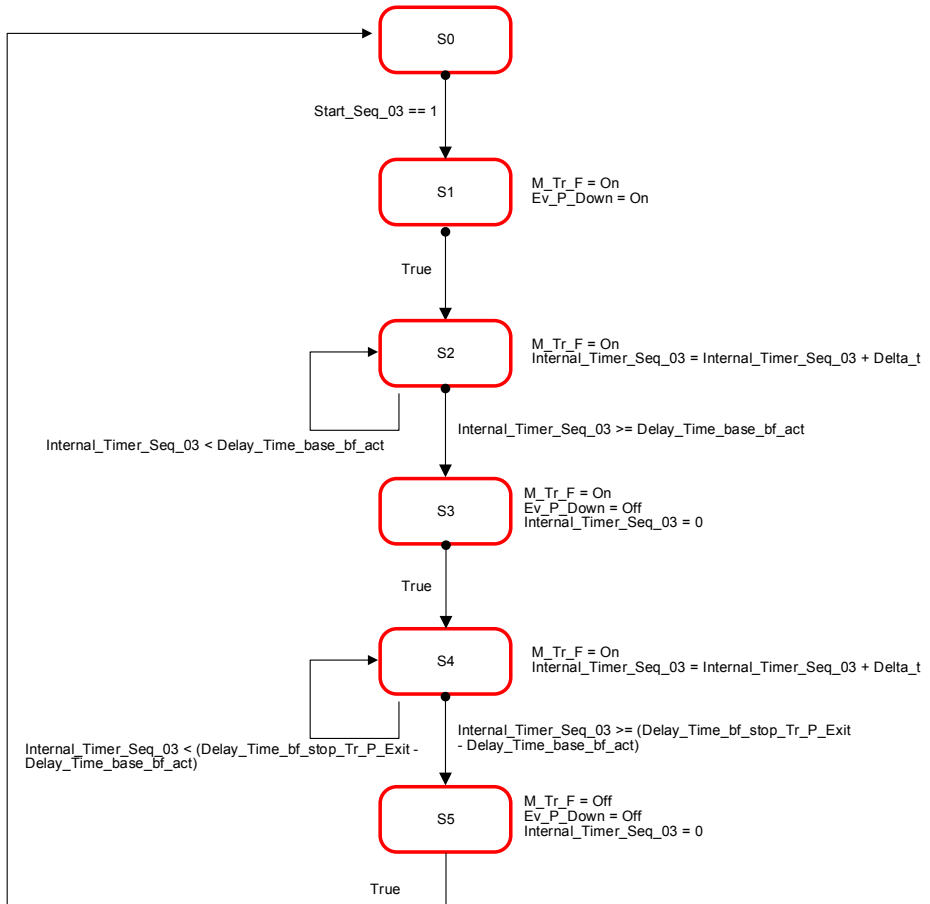 S0
Start_Seq_03 == 1
S1
M_Tr_F = On
Ev_P_Down = On
True
S2
M_Tr_F = On
Internal_Timer_Seq_03 = Internal_Timer_Seq_03 + Delta_t
Internal_Timer_Seq_03 < Delay_Time_base_bf_act
Internal_Timer_Seq_03 >= Delay_Time_base_bf_act
S3
M_Tr_F = On
Ev_P_Down = Off
Internal_Timer_Seq_03 = 0
True
S4
M_Tr_F = On
Internal_Timer_Seq_03 = Internal_Timer_Seq_03 + Delta_t
Internal_Timer_Seq_03 < (Delay_Time_bf_stop_Tr_P_Exit -
Delay_Time_base_bf_act)
Internal_Timer_Seq_03 >= (Delay_Time_bf_stop_Tr_P_Exit
- Delay_Time_base_bf_act)
S5
M_Tr_F = Off
Ev_P_Down = Off
Internal_Timer_Seq_03 = 0
True